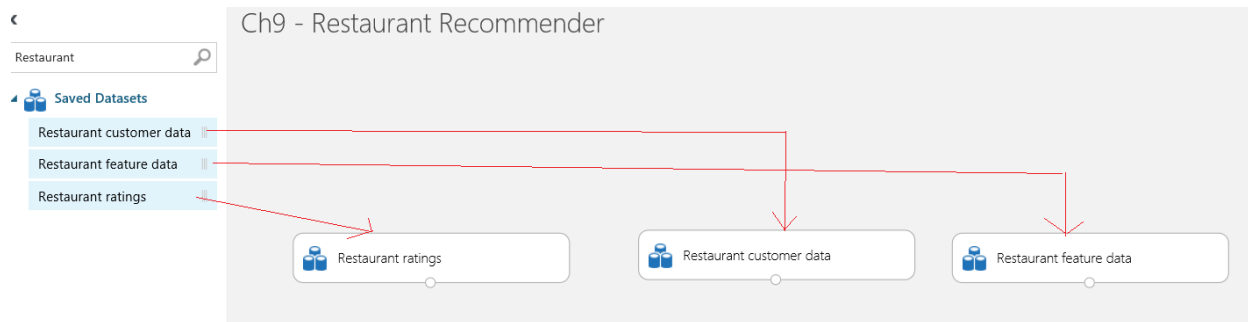 Ch9 - Restaurant Recommender
Restaurant
Saved Datasets
Restaurant customer data
Restaurant feature data
Restaurant ratings
Restaurant ratings
Restaurant customer data
Restaurant feature data